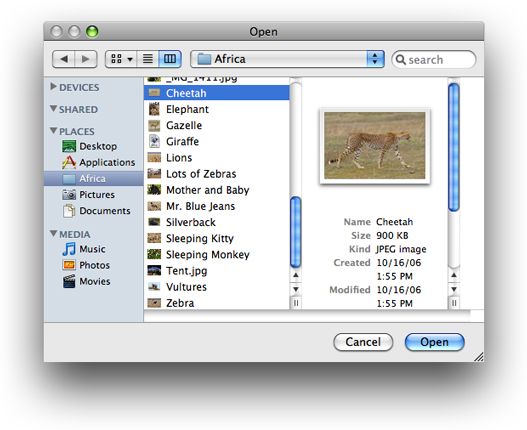 Open
Africa
search
DEVICES
SHARED
PLACES
Desktop
Applications
Africa
Pictures
Documents
MEDIA
Music
Photos
Movies
_MG_1411.jpg
Cheetah
Elephant
Gazelle
Giraffe
Lions
Lots of Zebras
Mother and Baby
Mr. Blue Jeans
Silverback
Sleeping Kitty
Sleeping Monkey
Tent.jpg
Vultures
Zebra
Name Cheetah
Size 900 KB
Kind JPEG image
Created 10/16/06
1:55 PM
Modified 10/16/06
1:55 PM
Cancel
Open